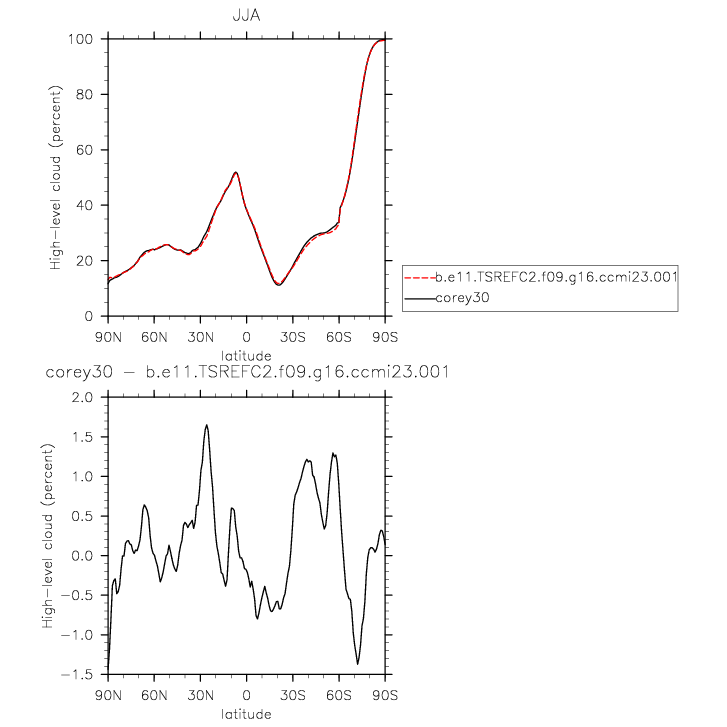 JJA
High-level cloud (percent)
100
80
60
40
20
0
90N 60N 30N 0 30S 60S 90S
latitude
b.e11.TSREFC2.f09.g16.ccmi23.001
corey30
corey30 - b.e11.TSREFC2.f09.g16.ccmi23.001
High-level cloud (percent)
2.0
1.5
1.0
0.5
0.0
-0.5
-1.0
-1.5
90N 60N 30N 0 30S 60S 90S
latitude